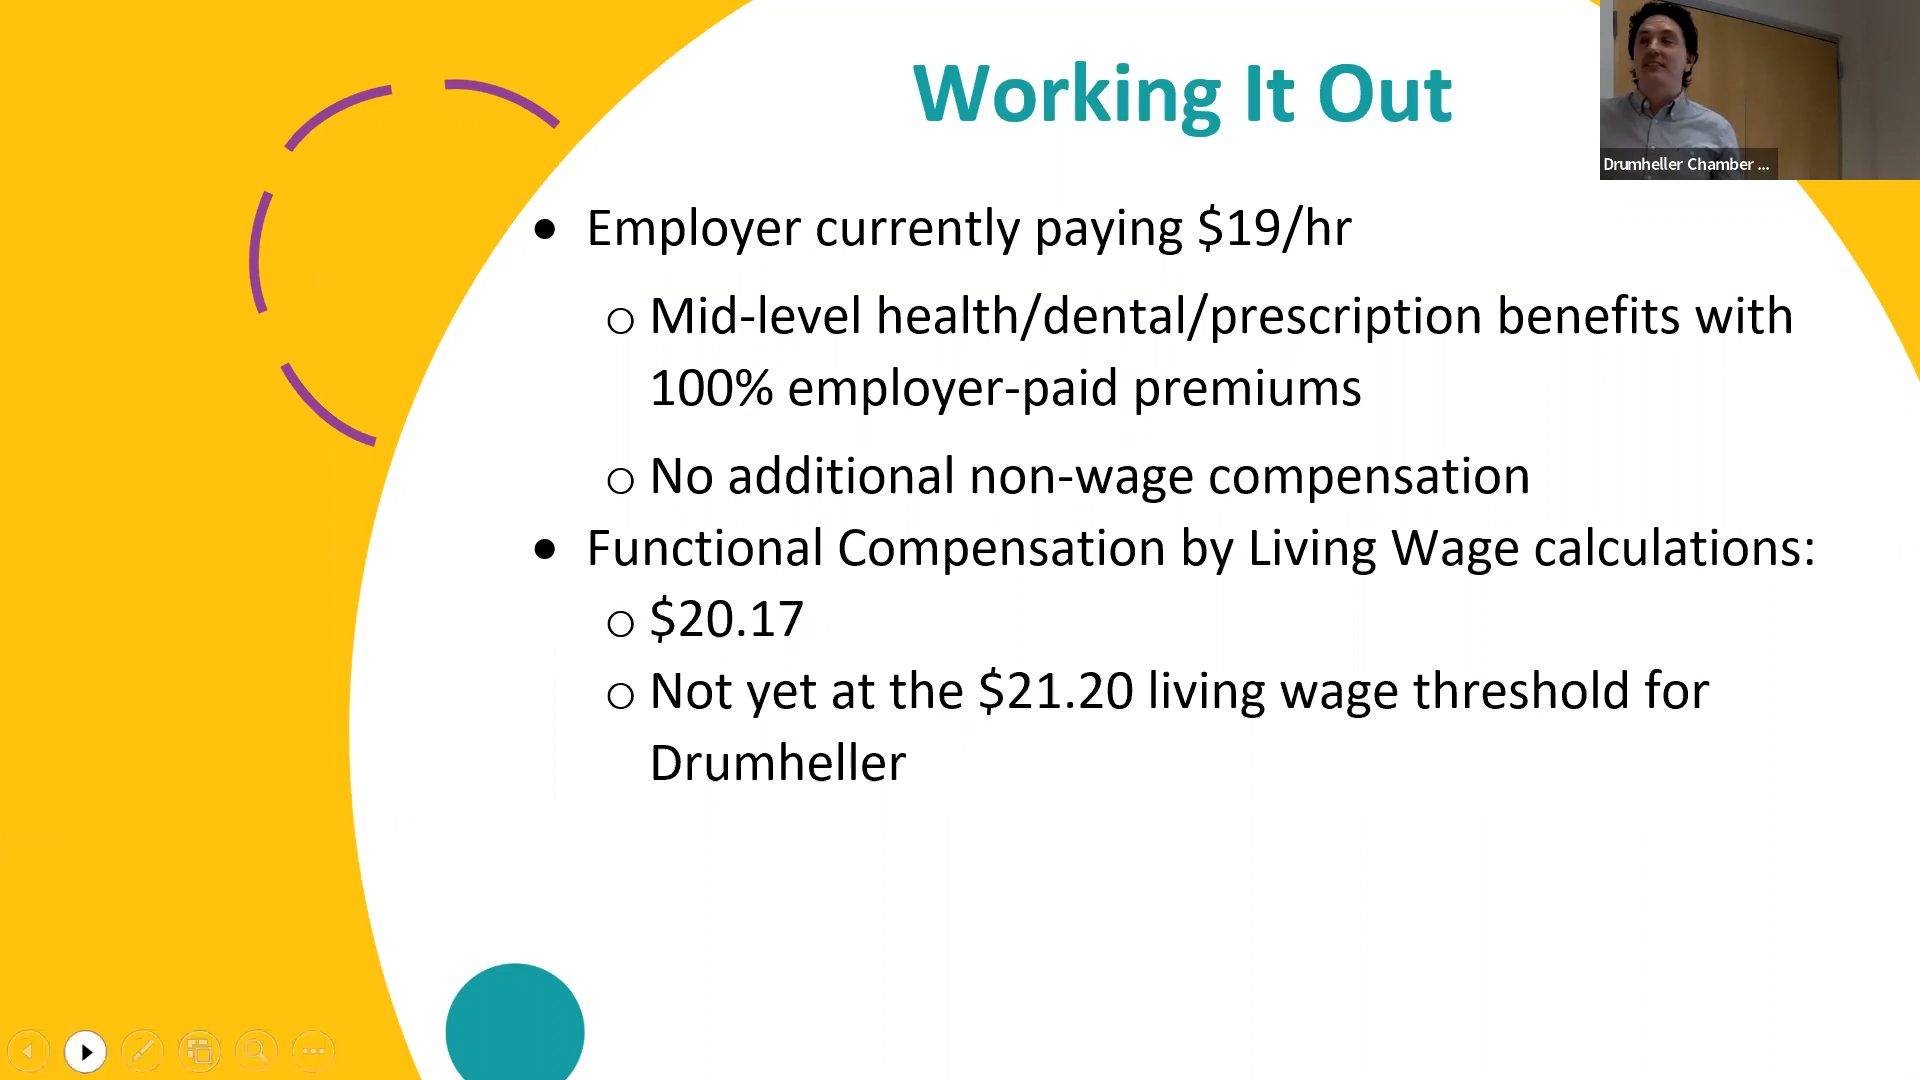 Working It Out
Drumheller Chamber ...
• Employer currently paying $19/hr
o Mid-level health/dental/prescription benefits with
100% employer-paid premiums
o No additional non-wage compensation
• Functional Compensation by Living Wage calculations:
o $20.17
o Not yet at the $21.20 living wage threshold for
Drumheller